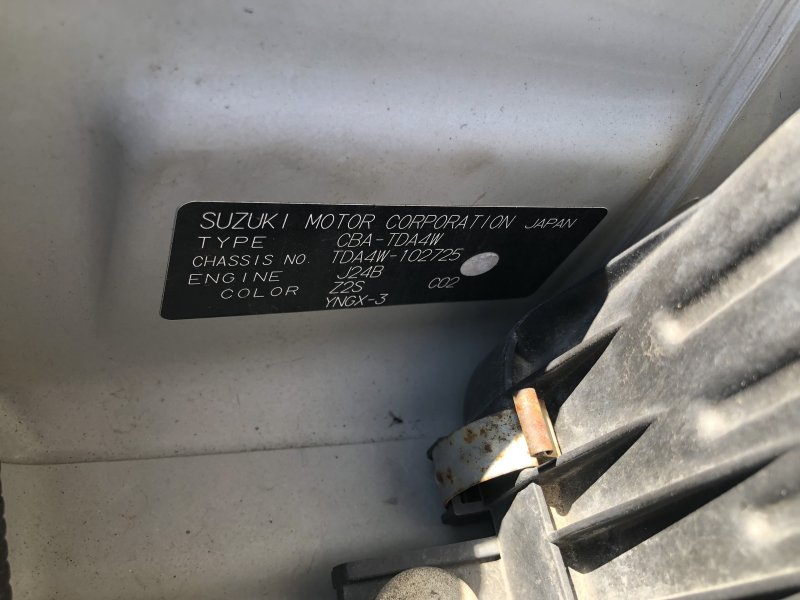 SUZUKI MOTOR CORPORATION JAPAN
TYPE CBA-TDA4W
CHASSIS NO. TDA4W-102725
ENGINE J24B
COLOR Z2S C02
YNGX-3